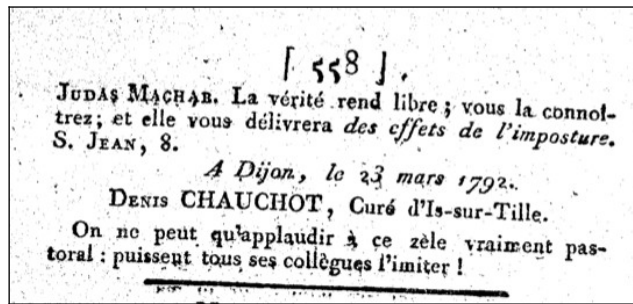 [ 558 ].
JUDAS MACHAB. La vérité rend libre ; vous la connoî-
trez; et elle vous délivrera des effets de l'imposture.
S. JEAN, 8.
A Dijon, le 23 mars 1792.
DENIS CHAUCHOT, Curé d'Is-sur-Tille.
On ne peut qu'applaudir à ce zèle vraiment pas-
toral : puissent tous ses collègues l'imiter !